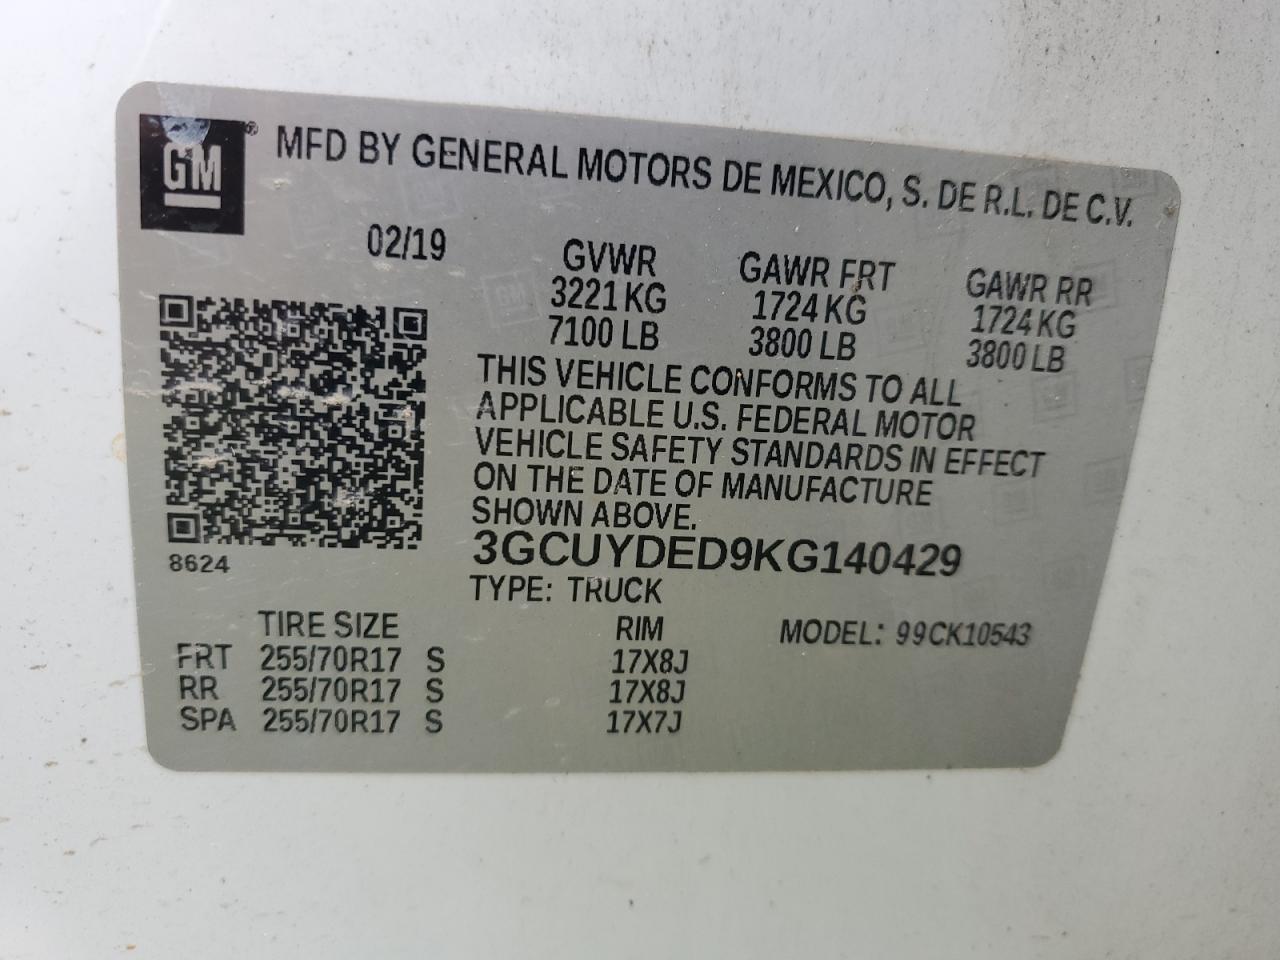 GM® MFD BY GENERAL MOTORS DE MEXICO, S. DE R.L. DE C.V.
02/19
GVWR GAWR FRT GAWR RR
3221 KG 1724 KG 1724 KG
7100 LB 3800 LB 3800 LB
THIS VEHICLE CONFORMS TO ALL
APPLICABLE U.S. FEDERAL MOTOR
VEHICLE SAFETY STANDARDS IN EFFECT
ON THE DATE OF MANUFACTURE
SHOWN ABOVE.
8624
3GCUYDED9KG140429
TYPE: TRUCK
TIRE SIZE RIM MODEL: 99CK10543
FRT 255/70R17 S 17X8J
RR 255/70R17 S 17X8J
SPA 255/70R17 S 17X7J